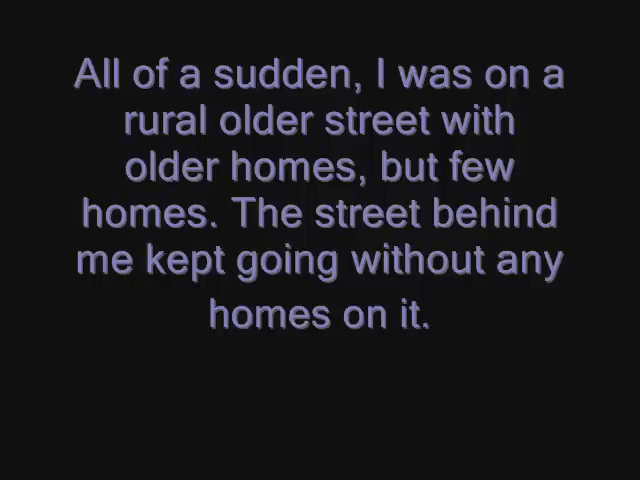 All of a sudden, I was on a
rural older street with
older homes, but few
homes. The street behind
me kept going without any
homes on it.